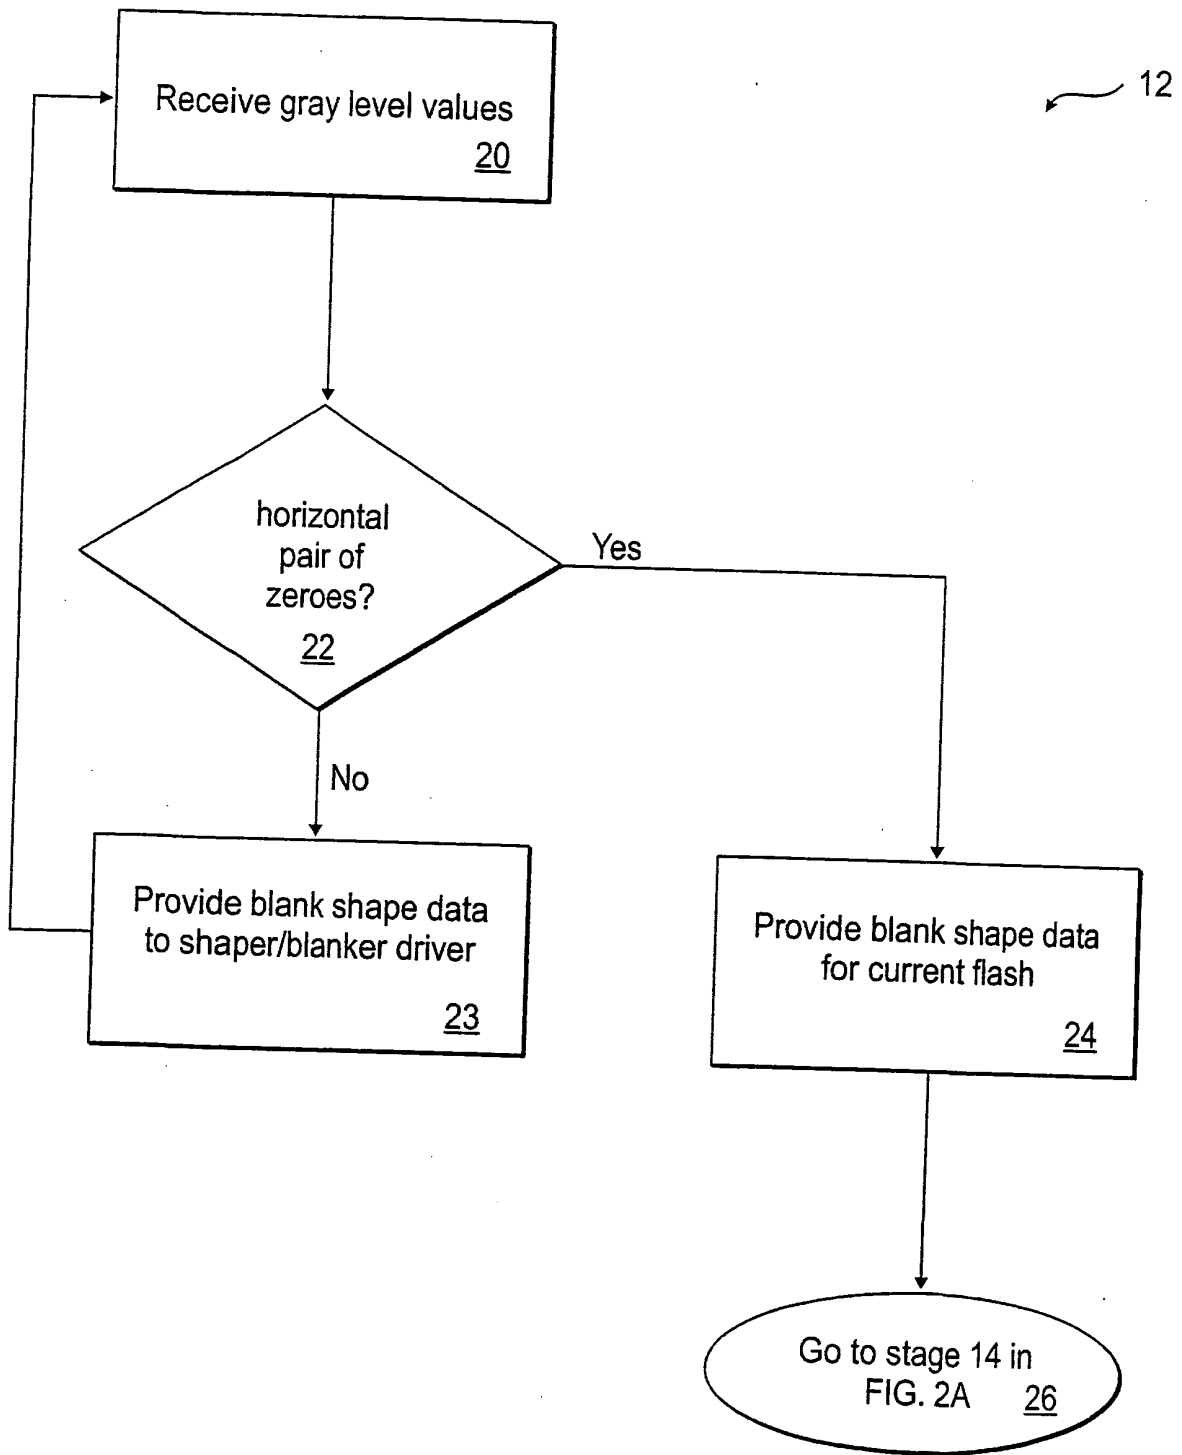 Receive gray level values
20
12
horizontal
pair of
zeroes?
22
Yes
No
Provide blank shape data
to shaper/blanker driver
23
Provide blank shape data
for current flash
24
Go to stage 14 in
FIG. 2A 26